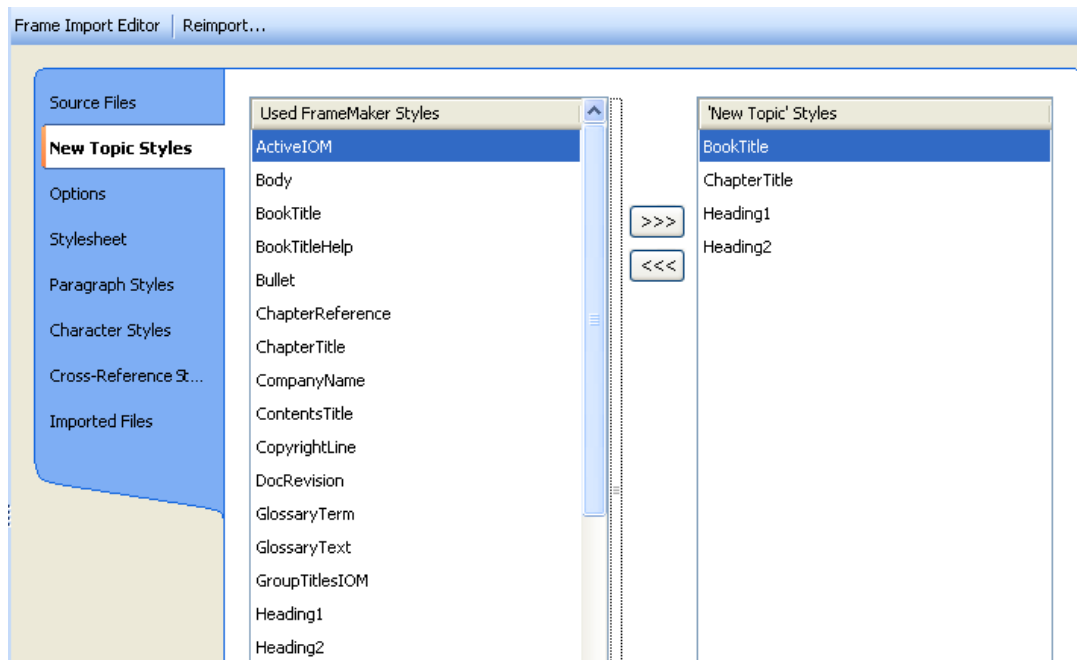 Frame Import Editor Reimport...
Source Files
New Topic Styles
Options
Stylesheet
Paragraph Styles
Character Styles
Cross-Reference St...
Imported Files
Used FrameMaker Styles
ActiveIOM
Body
BookTitle
BookTitleHelp
Bullet
ChapterReference
ChapterTitle
CompanyName
ContentsTitle
CopyrightLine
DocRevision
GlossaryTerm
GlossaryText
GroupTitlesIOM
Heading1
Heading2
>>>
<<<
'New Topic' Styles
BookTitle
ChapterTitle
Heading1
Heading2